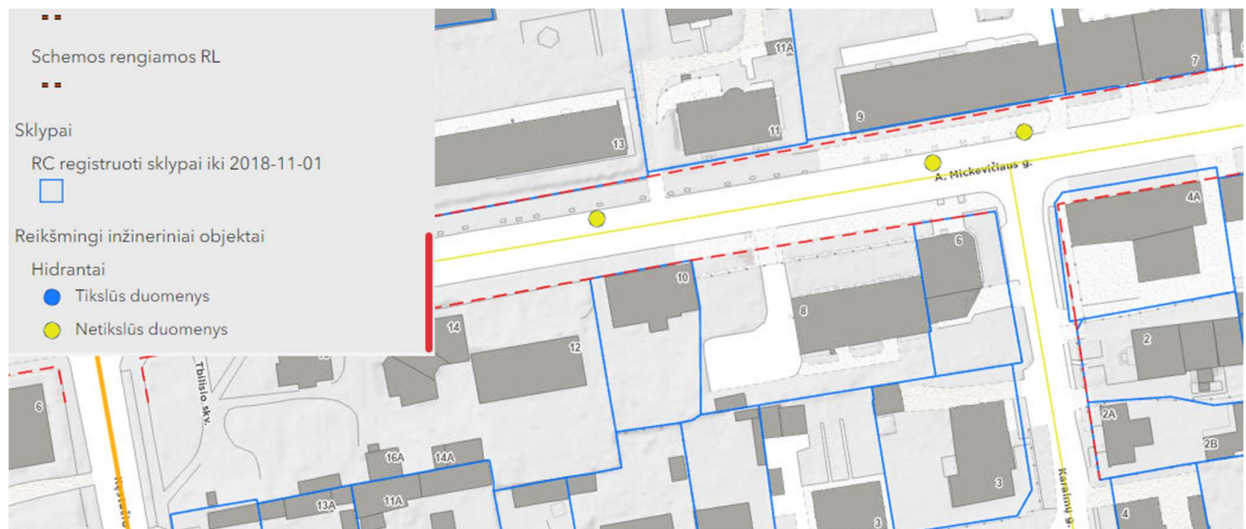 Schemos rengiamos RL
Sklypai
RC registruoti sklypai iki 2018-11-01
Reikšmingi inžineriniai objektai
Hidrantai
Tikslūs duomenys
Netikslūs duomenys
11A
7
9
11
13
A. Mickevičiaus g.
4A
6
10
8
14
12
2
6
Tbilisio skv.
2A
2B
16A
14A
13A
11A
3
3
4
Karaimų g.